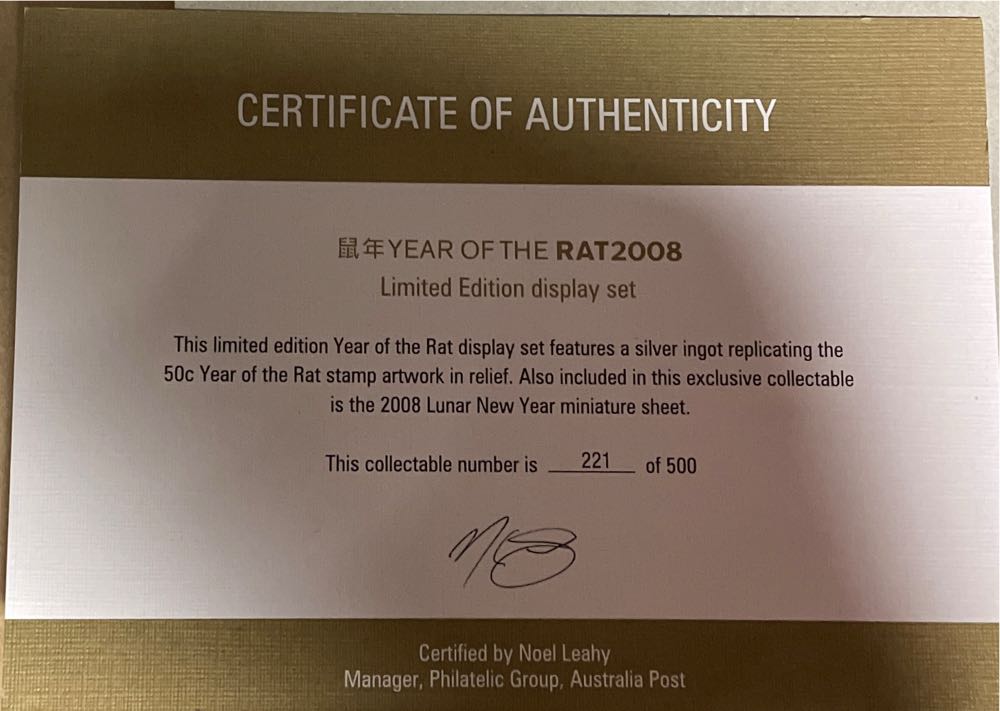 CERTIFICATE OF AUTHENTICITY
鼠年YEAR OF THE RAT2008
Limited Edition display set
This limited edition Year of the Rat display set features a silver ingot replicating the
50c Year of the Rat stamp artwork in relief. Also included in this exclusive collectable
is the 2008 Lunar New Year miniature sheet.
This collectable number is 221 of 500
Certified by Noel Leahy
Manager, Philatelic Group, Australia Post